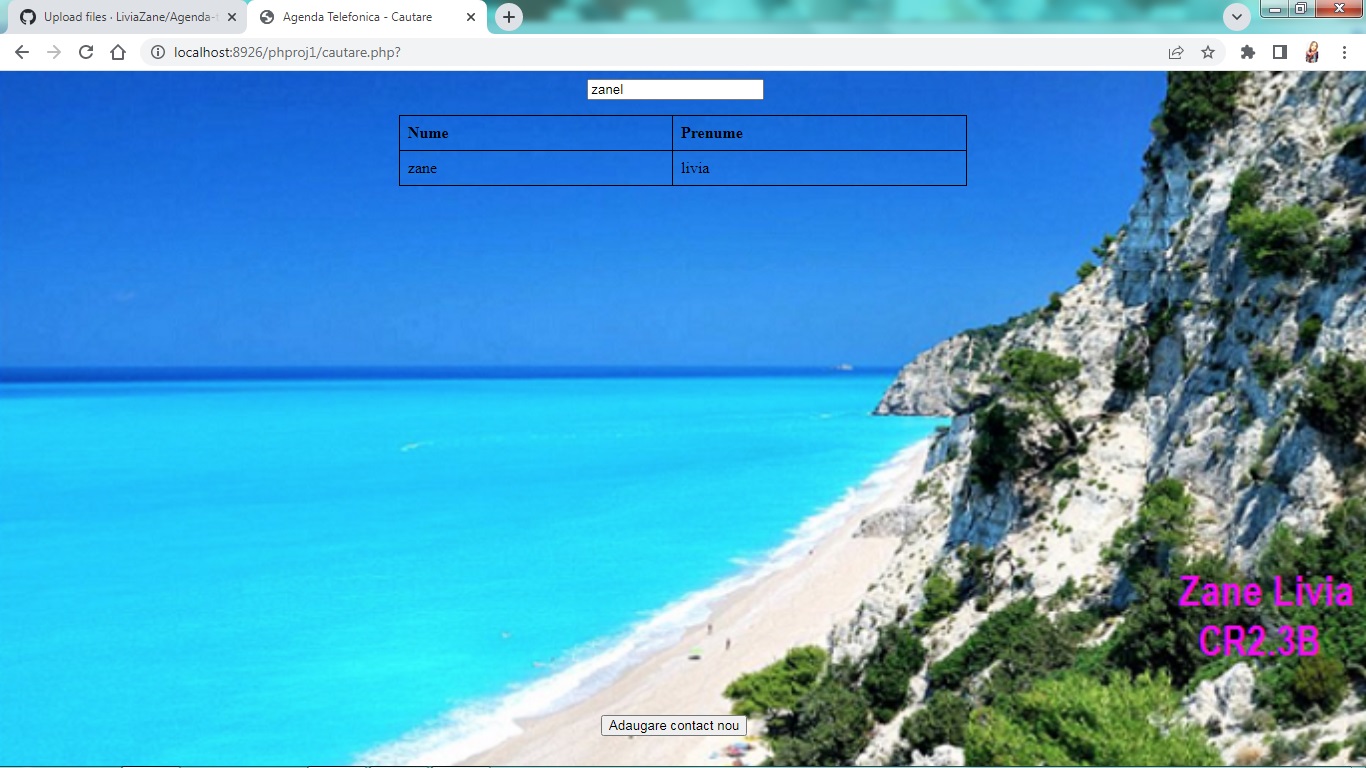 Upload files · LiviaZane/Agenda-t
Agenda Telefonica - Cautare
localhost:8926/phproj1/cautare.php?
zanel
Nume Prenume
zane livia
Zane Livia
CR2.3B
Adaugare contact nou